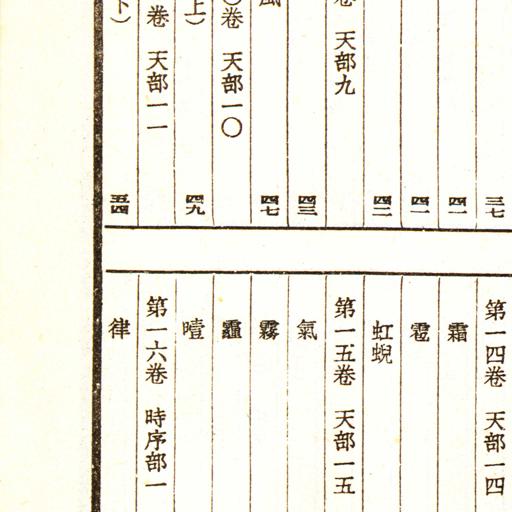 三七
四一
四一
四二
卷 天部九
四三
四七
卷 天部一〇
上） 四九
卷 天部一一
下） 五四
第一四卷 天部一四
霜
雹
虹蜺
第一五卷 天部一五
氣
霧
霾
曀
第一六卷 時序部一
律